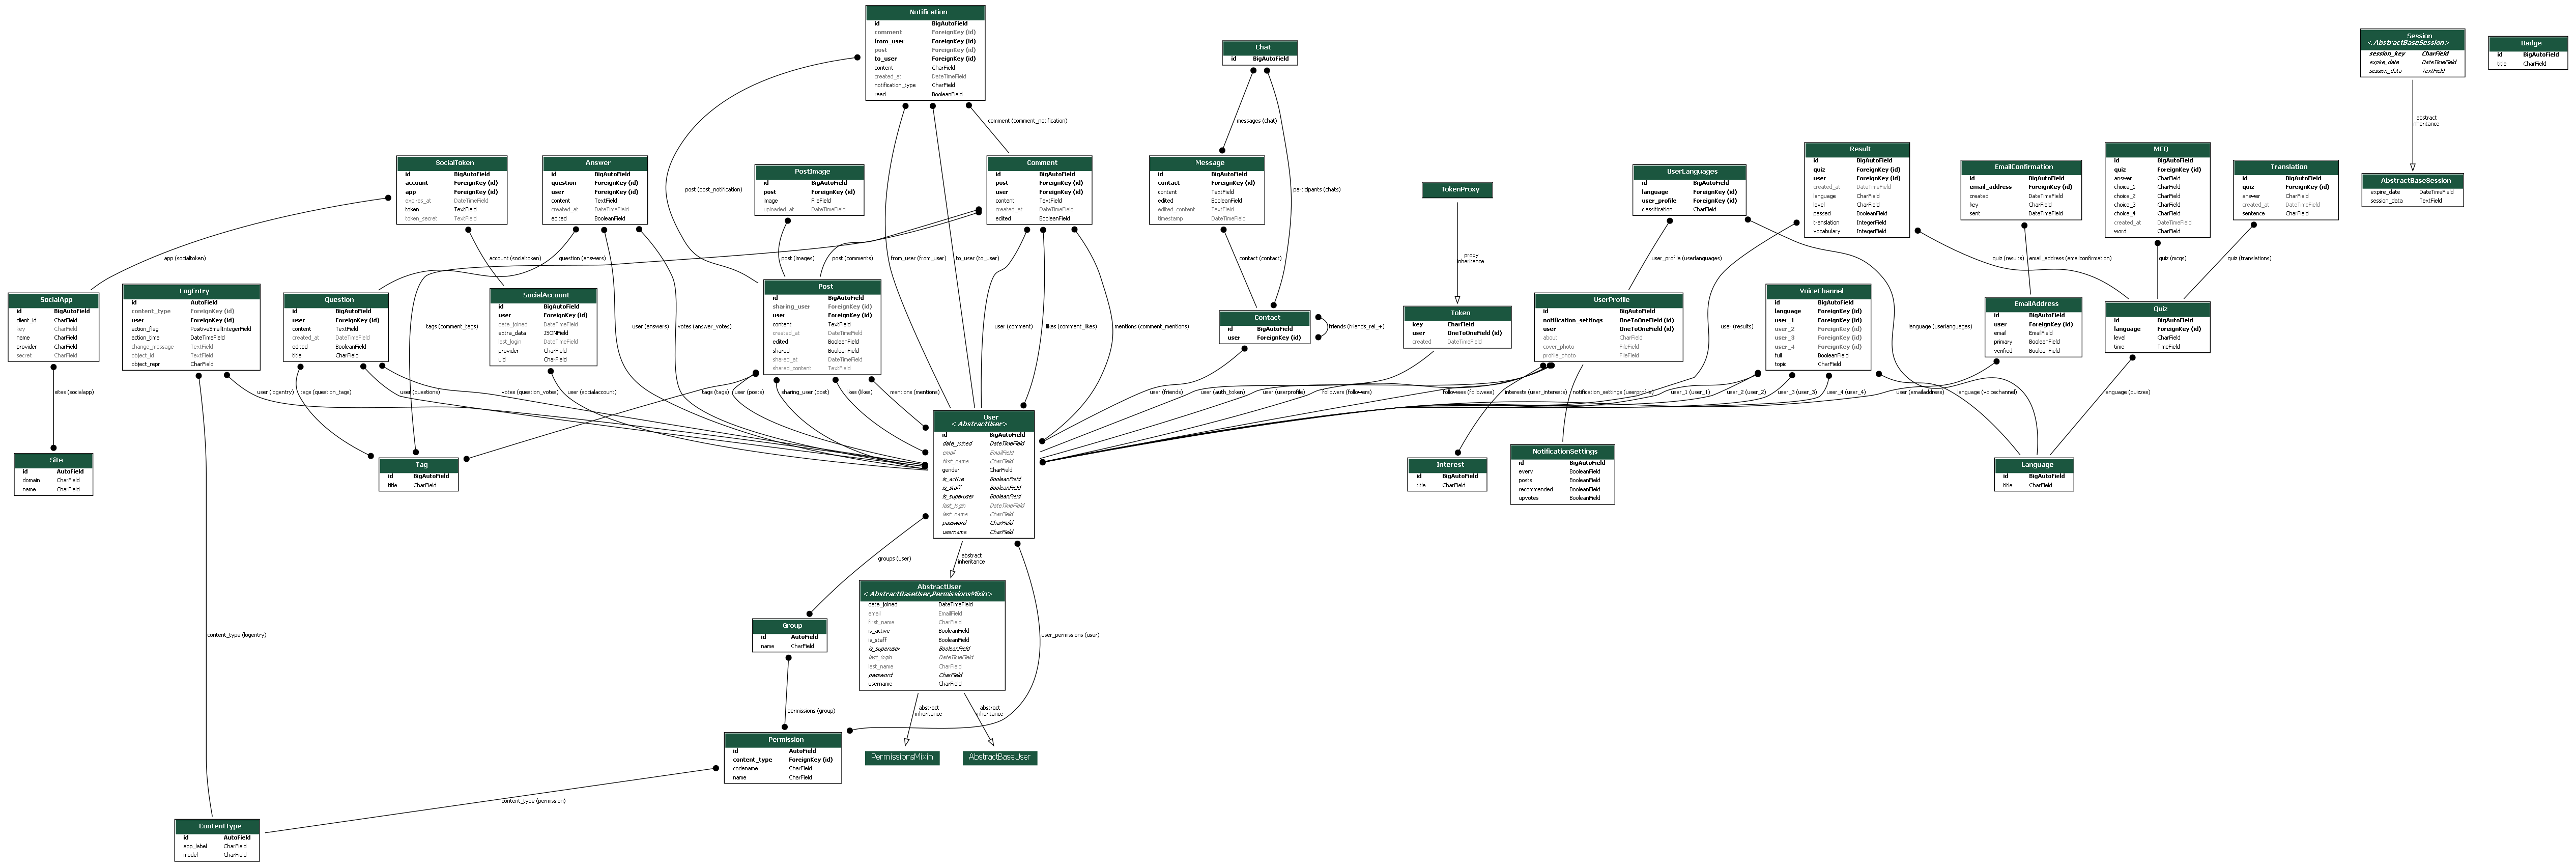 Notification
id BigAutoField
comment ForeignKey (id)
from_user ForeignKey (id)
post ForeignKey (id)
to_user ForeignKey (id)
content CharField
created_at DateTimeField
notification_type CharField
read BooleanField
Chat
id BigAutoField
Session
<AbstractBaseSession>
session_key CharField
expire_date DateTimeField
session_data TextField
Badge
id BigAutoField
title CharField
comment (comment_notification)
messages (chat)
abstract
inheritance
SocialToken
id BigAutoField
account ForeignKey (id)
app ForeignKey (id)
expires_at DateTimeField
token TextField
token_secret TextField
Answer
id BigAutoField
question ForeignKey (id)
user ForeignKey (id)
content TextField
created_at DateTimeField
edited BooleanField
PostImage
id BigAutoField
post ForeignKey (id)
image FileField
uploaded_at DateTimeField
Comment
id BigAutoField
post ForeignKey (id)
user ForeignKey (id)
content TextField
created_at DateTimeField
edited BooleanField
Message
id BigAutoField
contact ForeignKey (id)
content TextField
edited BooleanField
edited_content TextField
timestamp DateTimeField
TokenProxy
UserLanguages
id BigAutoField
language ForeignKey (id)
user_profile ForeignKey (id)
classification CharField
Result
id BigAutoField
quiz ForeignKey (id)
user ForeignKey (id)
created_at DateTimeField
language CharField
level CharField
passed BooleanField
translation IntegerField
vocabulary IntegerField
EmailConfirmation
id BigAutoField
email_address ForeignKey (id)
created DateTimeField
key CharField
sent DateTimeField
MCQ
id BigAutoField
quiz ForeignKey (id)
answer CharField
choice_1 CharField
choice_2 CharField
choice_3 CharField
choice_4 CharField
created_at DateTimeField
word CharField
Translation
id BigAutoField
quiz ForeignKey (id)
answer CharField
created_at DateTimeField
sentence CharField
AbstractBaseSession
expire_date DateTimeField
session_data TextField
post (post_notification)
participants (chats)
app (socialtoken)
account (socialtoken)
question (answers)
post (images)
post (comments)
from_user (from_user)
to_user (to_user)
contact (contact)
proxy
inheritance
user_profile (userlanguages)
quiz (results)
email_address (emailconfirmation)
quiz (mcqs)
quiz (translations)
SocialApp
id BigAutoField
client_id CharField
key CharField
name CharField
provider CharField
secret CharField
LogEntry
id AutoField
content_type ForeignKey (id)
user ForeignKey (id)
action_flag PositiveSmallIntegerField
action_time DateTimeField
change_message TextField
object_id TextField
object_repr CharField
Question
id BigAutoField
user ForeignKey (id)
content TextField
created_at DateTimeField
edited BooleanField
title CharField
SocialAccount
id BigAutoField
user ForeignKey (id)
date_joined DateTimeField
extra_data JSONField
last_login DateTimeField
provider CharField
uid CharField
Post
id BigAutoField
sharing_user ForeignKey (id)
user ForeignKey (id)
content TextField
created_at DateTimeField
edited BooleanField
shared BooleanField
shared_at DateTimeField
shared_content TextField
Contact
id BigAutoField
user ForeignKey (id)
friends (friends_rel_+)
Token
key CharField
user OneToOneField (id)
created DateTimeField
UserProfile
id BigAutoField
notification_settings OneToOneField (id)
user OneToOneField (id)
about CharField
cover_photo FileField
profile_photo FileField
VoiceChannel
id BigAutoField
language ForeignKey (id)
user_1 ForeignKey (id)
user_2 ForeignKey (id)
user_3 ForeignKey (id)
user_4 ForeignKey (id)
full BooleanField
topic CharField
EmailAddress
id BigAutoField
user ForeignKey (id)
email EmailField
primary BooleanField
verified BooleanField
Quiz
id BigAutoField
language ForeignKey (id)
level CharField
time TimeField
tags (comment_tags)
user (answers)
votes (answer_votes)
user (comment)
likes (comment_likes)
mentions (comment_mentions)
user (results)
language (userlanguages)
sites (socialapp)
user (logentry)
tags (question_tags)
user (questions)
votes (question_votes)
user (socialaccount)
tags (tags)
user (posts)
sharing_user (post)
likes (likes)
mentions (mentions)
user (friends)
user (auth_token)
user (userprofile)
followers (followers)
followees (followees)
interests (user_interests)
notification_settings (userprofile)
user_1 (user_1)
user_2 (user_2)
user_3 (user_3)
user_4 (user_4)
user (emailaddress)
language (voicechannel)
language (quizzes)
Site
id AutoField
domain CharField
name CharField
Tag
id BigAutoField
title CharField
User
<AbstractUser>
id BigAutoField
date_joined DateTimeField
email EmailField
first_name CharField
gender CharField
is_active BooleanField
is_staff BooleanField
is_superuser BooleanField
last_login DateTimeField
last_name CharField
password CharField
username CharField
Interest
id BigAutoField
title CharField
NotificationSettings
id BigAutoField
every BooleanField
posts BooleanField
recommended BooleanField
upvotes BooleanField
Language
id BigAutoField
title CharField
groups (user)
abstract
inheritance
AbstractUser
<AbstractBaseUser,PermissionsMixin>
date_joined DateTimeField
email EmailField
first_name CharField
is_active BooleanField
is_staff BooleanField
is_superuser BooleanField
last_login DateTimeField
last_name CharField
password CharField
username CharField
content_type (logentry)
Group
id AutoField
name CharField
user_permissions (user)
permissions (group)
abstract
inheritance
abstract
inheritance
Permission
id AutoField
content_type ForeignKey (id)
codename CharField
name CharField
PermissionsMixin
AbstractBaseUser
content_type (permission)
ContentType
id AutoField
app_label CharField
model CharField